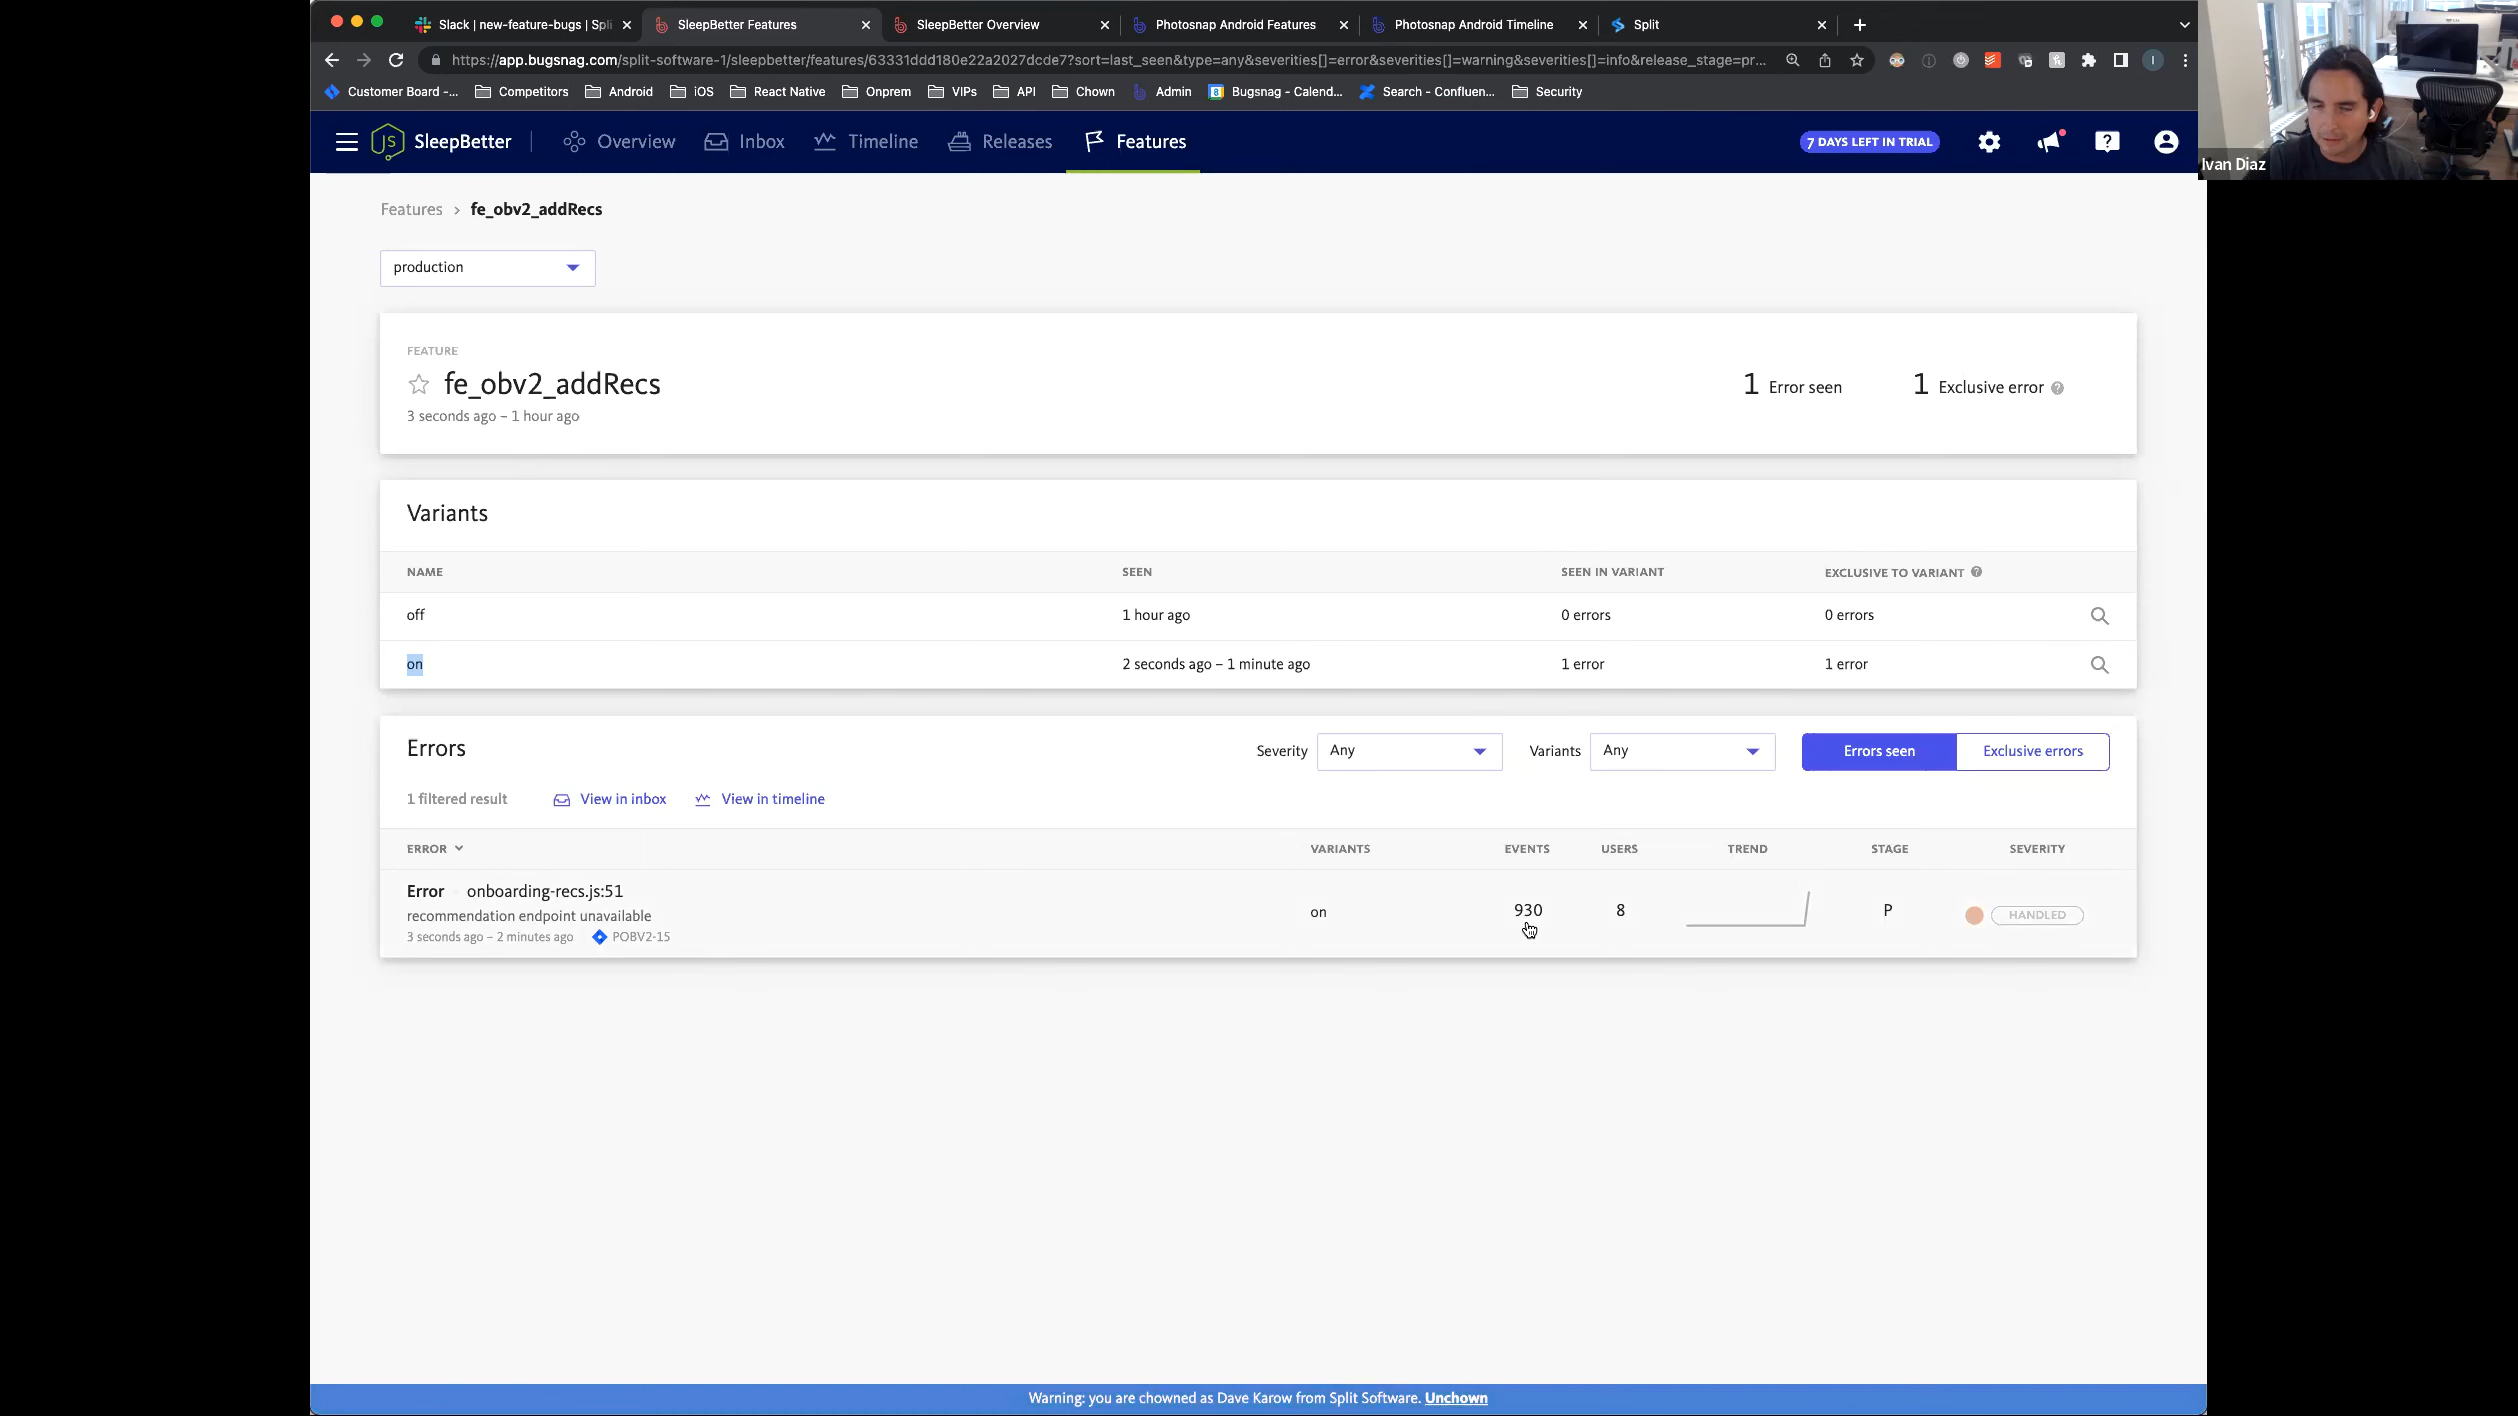 Slack | new-feature-bugs | Spli
SleepBetter Features
SleepBetter Overview
Photosnap Android Features
Photosnap Android Timeline
Split
https://app.bugsnag.com/split-software-1/sleepbetter/features/63331ddd180e22a2027dcde7?sort=last_seen&type=any&severities[]=error&severities[]=warning&severities[]=info&release_stage=pr...
Customer Board -...
Competitors
Android
iOS
React Native
Onprem
VIPs
API
Chown
Admin
Bugsnag - Calend...
Search - Confluen...
Security
Ivan Diaz
JS
SleepBetter
Overview
Inbox
Timeline
Releases
Features
7 DAYS LEFT IN TRIAL
Features > fe_obv2_addRecs
production
FEATURE
fe_obv2_addRecs
3 seconds ago – 1 hour ago
1 Error seen
1 Exclusive error
Variants
NAME SEEN SEEN IN VARIANT EXCLUSIVE TO VARIANT
off 1 hour ago 0 errors 0 errors
on 2 seconds ago – 1 minute ago 1 error 1 error
Errors
Severity Any
Variants Any
Errors seen
Exclusive errors
1 filtered result
View in inbox
View in timeline
ERROR VARIANTS EVENTS USERS TREND STAGE SEVERITY
Error onboarding-recs.js:51
recommendation endpoint unavailable
3 seconds ago – 2 minutes ago POBV2-15
on 930 8 P HANDLED
Warning: you are chowned as Dave Karow from Split Software. Unchown